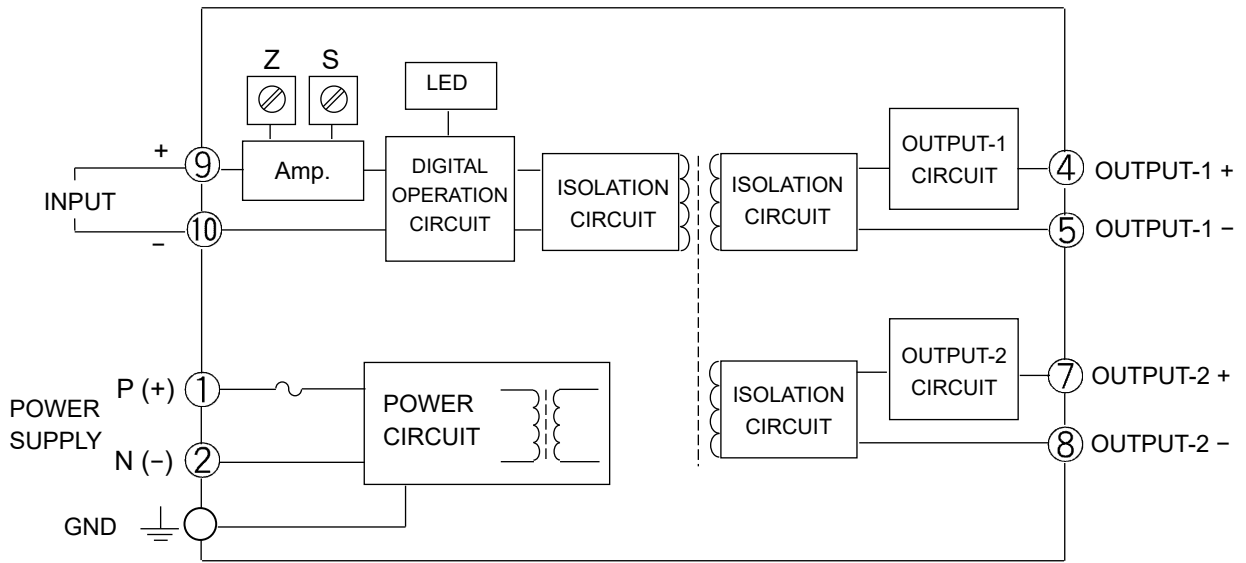 Z
S
LED
+
9
Amp.
DIGITAL
OPERATION
CIRCUIT
ISOLATION
CIRCUIT
ISOLATION
CIRCUIT
OUTPUT-1
CIRCUIT
4
OUTPUT-1 +
INPUT
−
10
5
OUTPUT-1 −
POWER
SUPPLY
P (+)
1
N (−)
2
GND
POWER
CIRCUIT
ISOLATION
CIRCUIT
OUTPUT-2
CIRCUIT
7
OUTPUT-2 +
8
OUTPUT-2 −